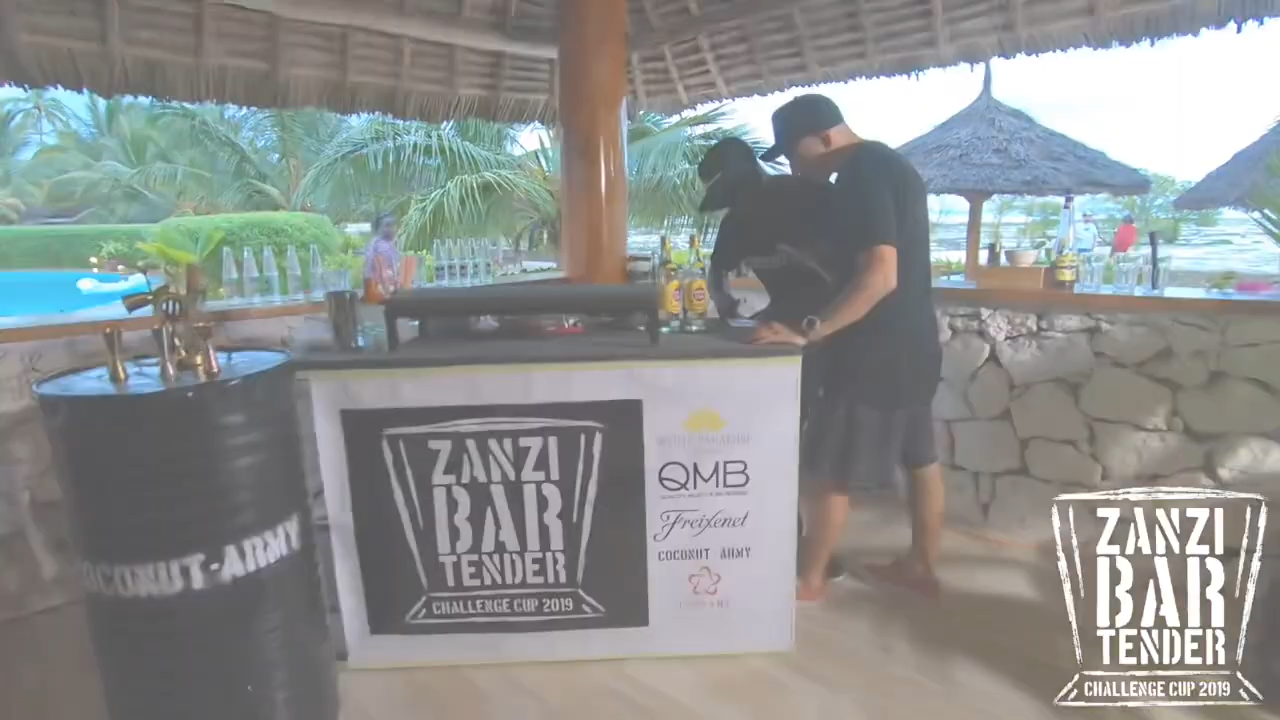 COCONUT-ARMY
ZANZI
BAR
TENDER
CHALLENGE CUP 2019
QMB
Freixenet
COCONUT ARMY
ZANZI
BAR
TENDER
CHALLENGE CUP 2019